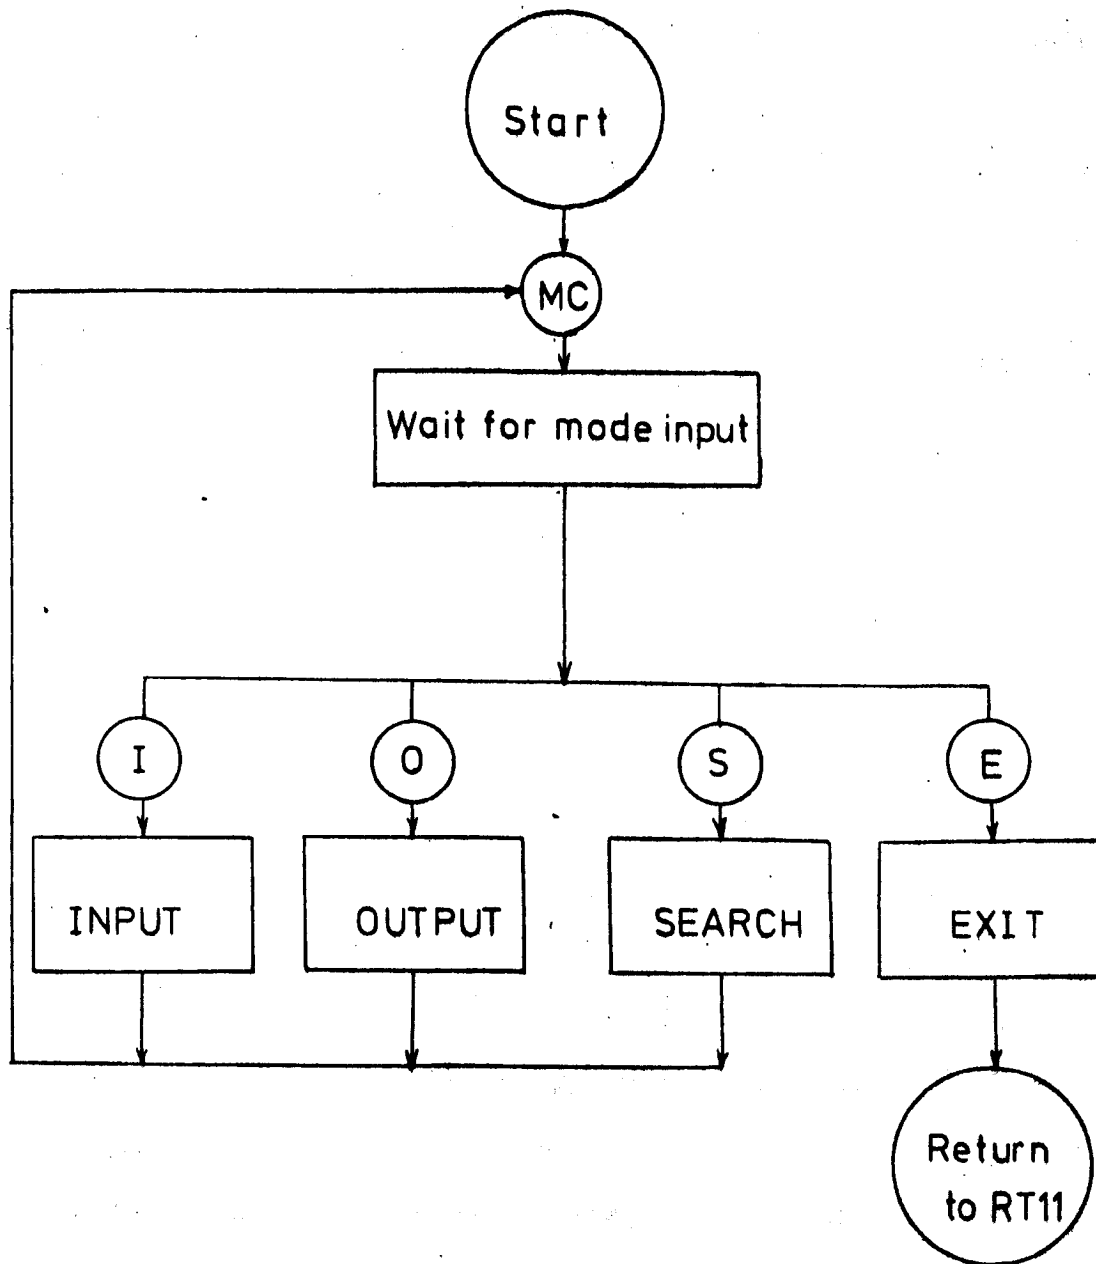 Start
MC
Wait for mode input
I
O
S
E
INPUT
OUTPUT
SEARCH
EXIT
Return
to RT11